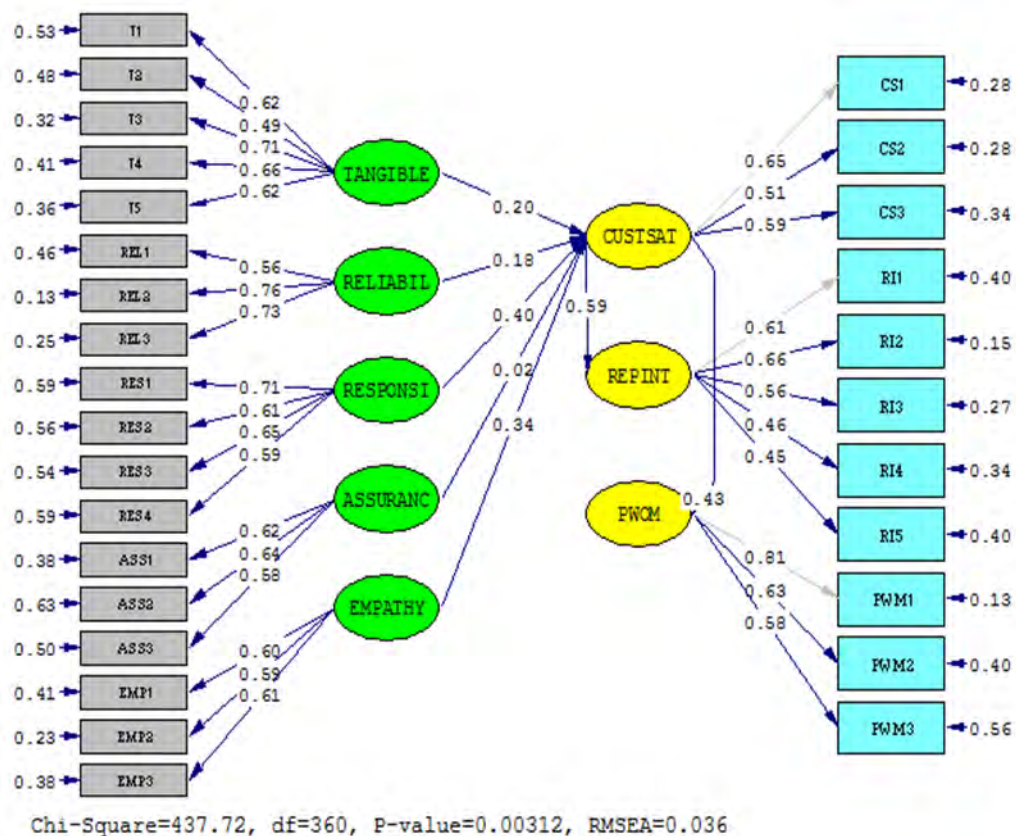 0.53 T1
0.48 T2
0.32 T3
0.41 T4
0.36 T5
0.46 REL1
0.13 REL2
0.25 REL3
0.59 RES1
0.56 RES2
0.54 RES3
0.59 RES4
0.38 ASS1
0.63 ASS2
0.50 ASS3
0.41 EMP1
0.23 EMP2
0.38 EMP3
0.62
0.49
0.71
0.66
0.62
0.56
0.76
0.73
0.71
0.61
0.65
0.59
0.62
0.64
0.58
0.60
0.59
0.61
TANGIBLE
RELIABIL
RESPONSI
ASSURANC
EMPATHY
0.20
0.18
0.40
0.02
0.34
0.59
CUSTSAT
REPINT
PWOM
0.43
0.65
0.51
0.59
0.61
0.66
0.56
0.46
0.45
0.81
0.63
0.58
CS1 0.28
CS2 0.28
CS3 0.34
RI1 0.40
RI2 0.15
RI3 0.27
RI4 0.34
RI5 0.40
PWM1 0.13
PWM2 0.40
PWM3 0.56
Chi-Square=437.72, df=360, P-value=0.00312, RMSEA=0.036